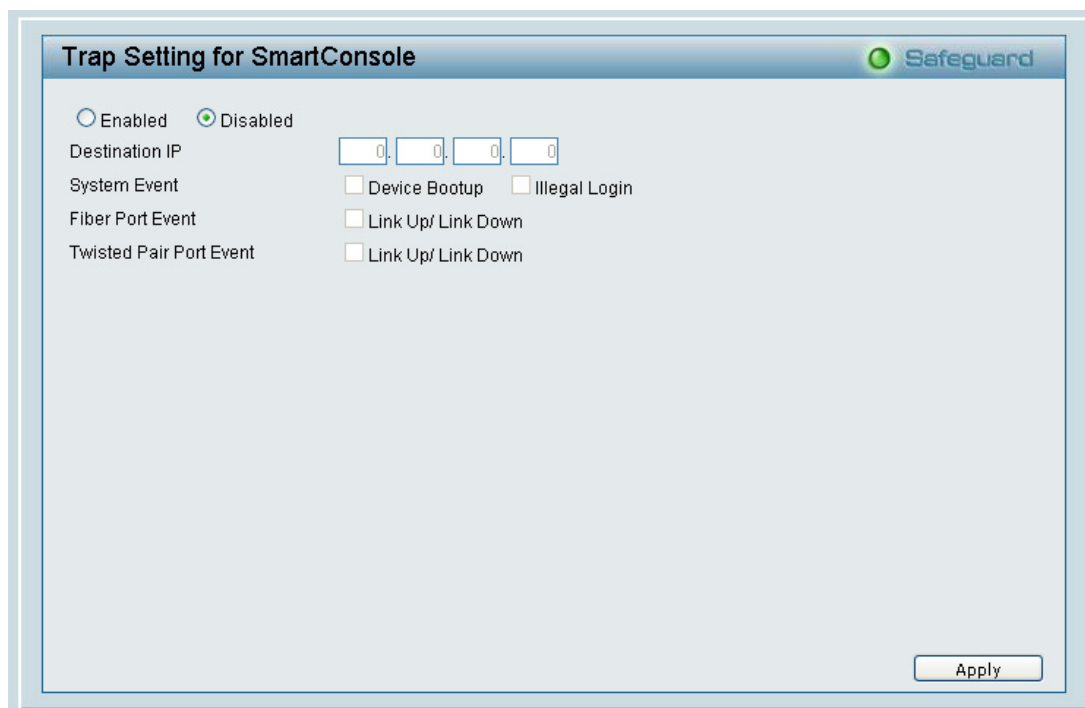 Trap Setting for SmartConsole Safeguard
Enabled Disabled
Destination IP 0. 0. 0. 0
System Event Device Bootup Illegal Login
Fiber Port Event Link Up/ Link Down
Twisted Pair Port Event Link Up/ Link Down
Apply